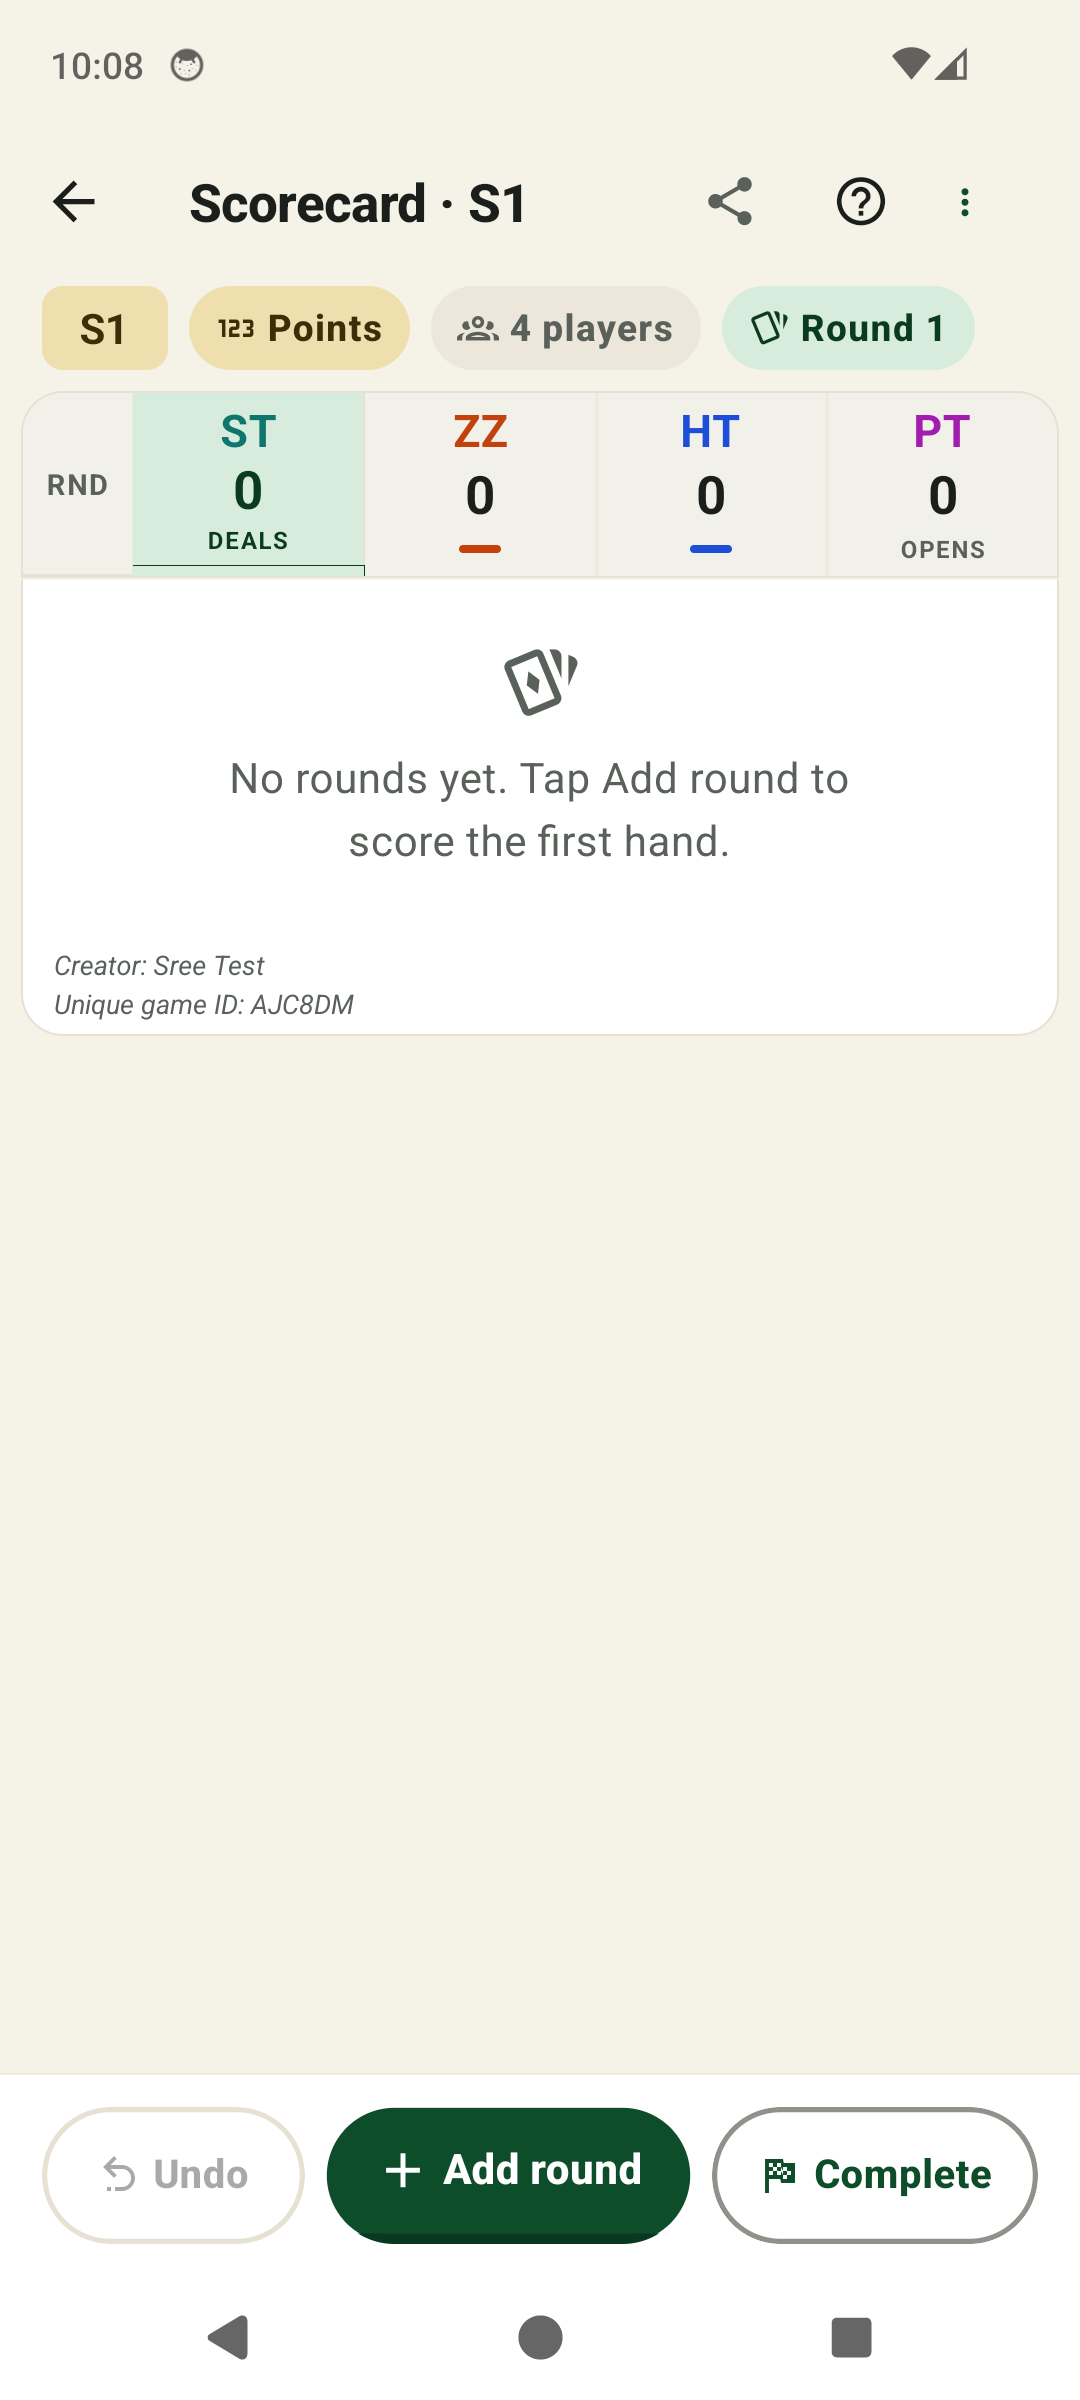 10:08
Scorecard · S1
S1
123 Points
4 players
Round 1
RND
ST
0
DEALS
ZZ
0
HT
0
PT
0
OPENS
No rounds yet. Tap Add round to
score the first hand.
Creator: Sree Test
Unique game ID: AJC8DM
Undo
Add round
Complete